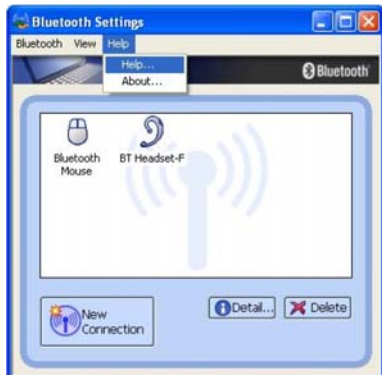 Bluetooth Settings
Bluetooth View Help
Help...
About...
Bluetooth
Bluetooth Mouse
BT Headset-F
New Connection
Detail...
Delete